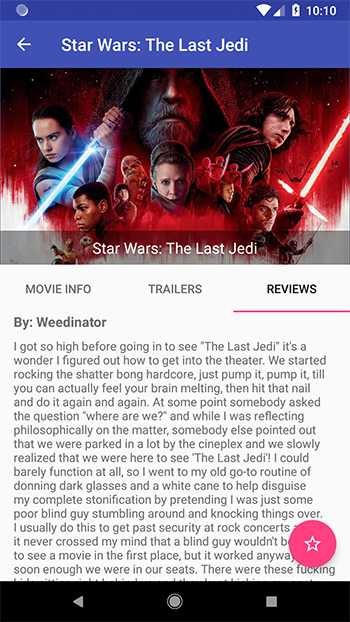 10:10
Star Wars: The Last Jedi
Star Wars: The Last Jedi
MOVIE INFO TRAILERS REVIEWS
By: Weedinator
I got so high before going in to see "The Last Jedi" it's a
wonder I figured out how to get into the theater. We started
rocking the shatter bong hardcore, just pump it, pump it, till
you can actually feel your brain melting, then hit that nail
and do it again and again. At some point somebody asked
the question "where are we?" and while I was reflecting
philosophically on the matter, somebody else pointed out
that we were parked in a lot by the cineplex and we slowly
realized that we were here to see 'The Last Jedi'! I could
barely function at all, so I went to my old go-to routine of
donning dark glasses and a white cane to help disguise
my complete stonification by pretending I was just some
poor blind guy stumbling around and knocking things over.
I usually do this to get past security at rock concerts
it never crossed my mind that a blind guy wouldn't
to see a movie in the first place, but it worked anyway
soon enough we were in our seats. There were these fucking